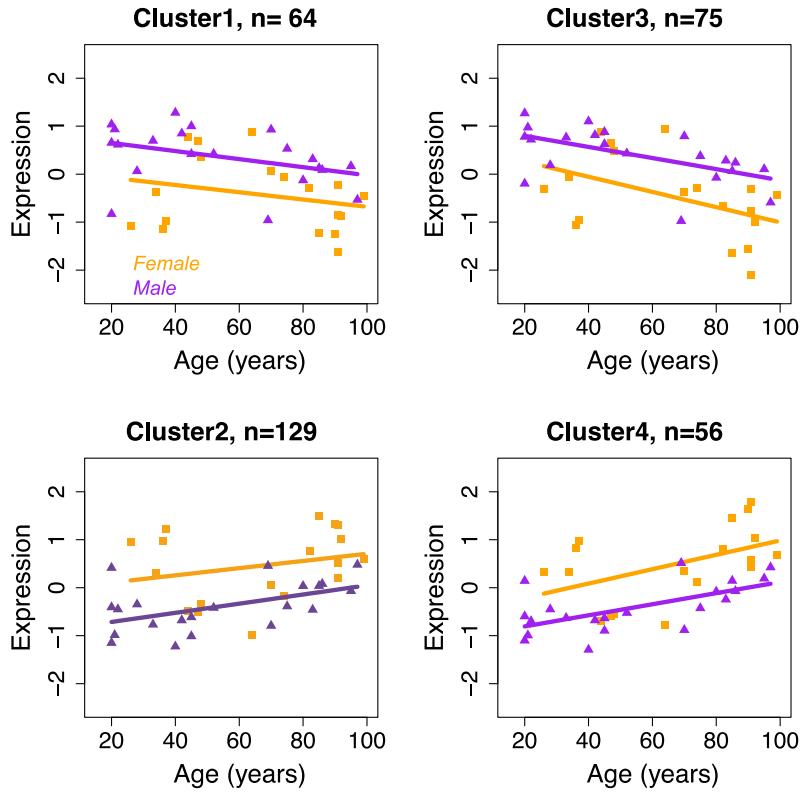 Cluster1, n= 64
Expression
2
1
0
−1
−2
Female
Male
20 40 60 80 100
Age (years)
Cluster3, n=75
Expression
2
1
0
−1
−2
20 40 60 80 100
Age (years)
Cluster2, n=129
Expression
2
1
0
−1
−2
20 40 60 80 100
Age (years)
Cluster4, n=56
Expression
2
1
0
−1
−2
20 40 60 80 100
Age (years)